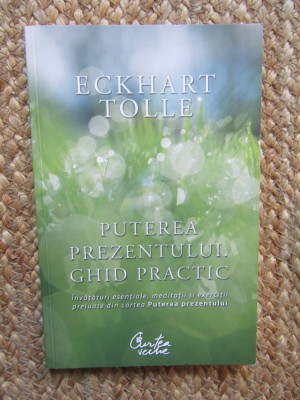 ECKHART
TOLLE
PUTEREA
PREZENTULUI.
GHID PRACTIC
Învățături esențiale, meditații și exerciții
preluate din cartea Puterea prezentului
Curtea
veche